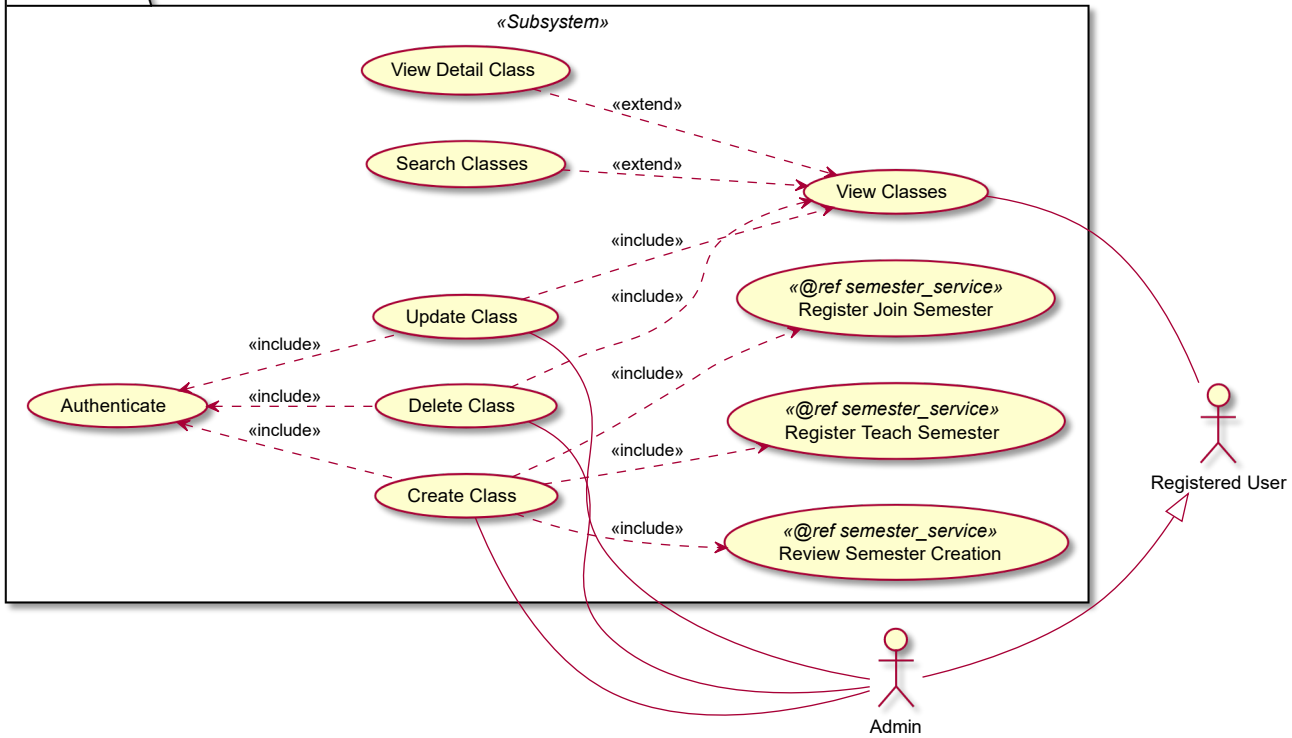 «Subsystem»
View Detail Class
«extend»
Search Classes
«extend»
View Classes
«include»
«include»
«@ref semester_service»
Register Join Semester
Update Class
«include»
«include»
Authenticate
«include»
Delete Class
«@ref semester_service»
Register Teach Semester
«include»
«include»
Create Class
«include»
«@ref semester_service»
Review Semester Creation
Registered User
Admin